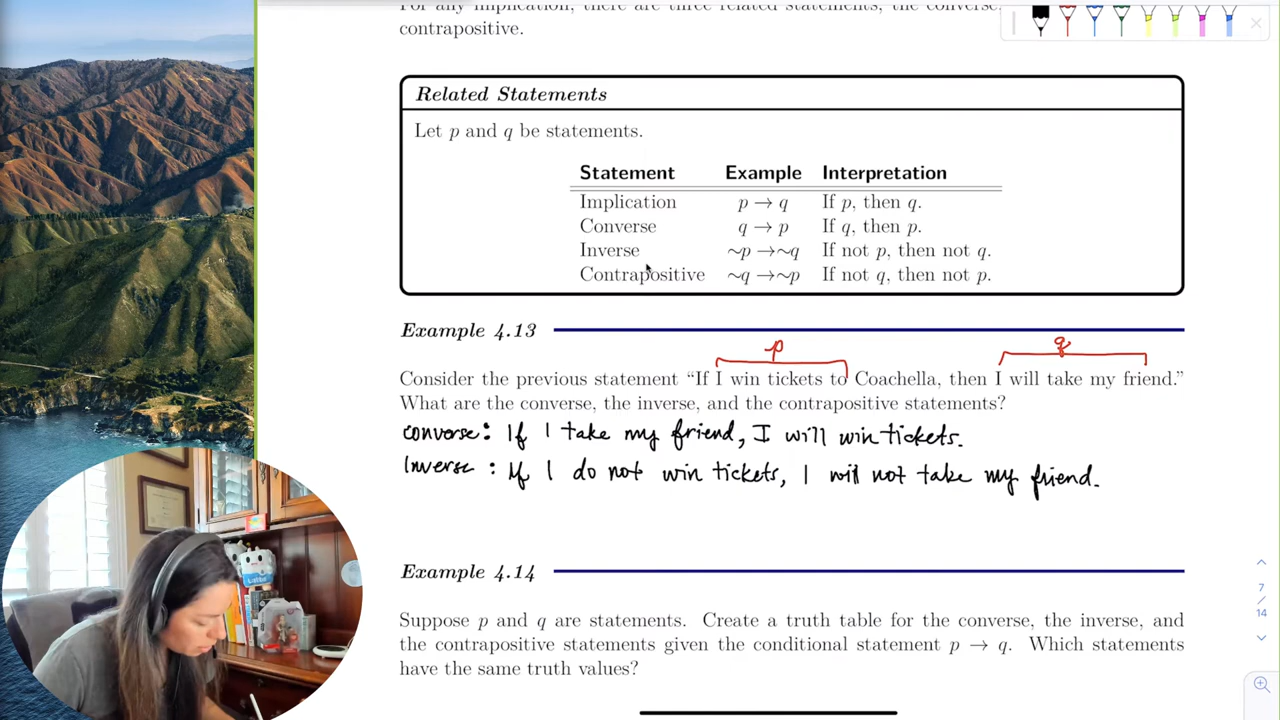 For any implication, there are three related statements, the converse,
contrapositive.
Related Statements
Let p and q be statements.
Statement Example Interpretation
Implication p → q If p, then q.
Converse q → p If q, then p.
Inverse ∼p →∼q If not p, then not q.
Contrapositive ∼q →∼p If not q, then not p.
Example 4.13
p q
Consider the previous statement “If I win tickets to Coachella, then I will take my friend.”
What are the converse, the inverse, and the contrapositive statements?
converse: If I take my friend, I will win tickets.
Inverse : If I do not win tickets, I will not take my friend.
Example 4.14
Suppose p and q are statements. Create a truth table for the converse, the inverse, and
the contrapositive statements given the conditional statement p → q. Which statements
have the same truth values?
7
/
14